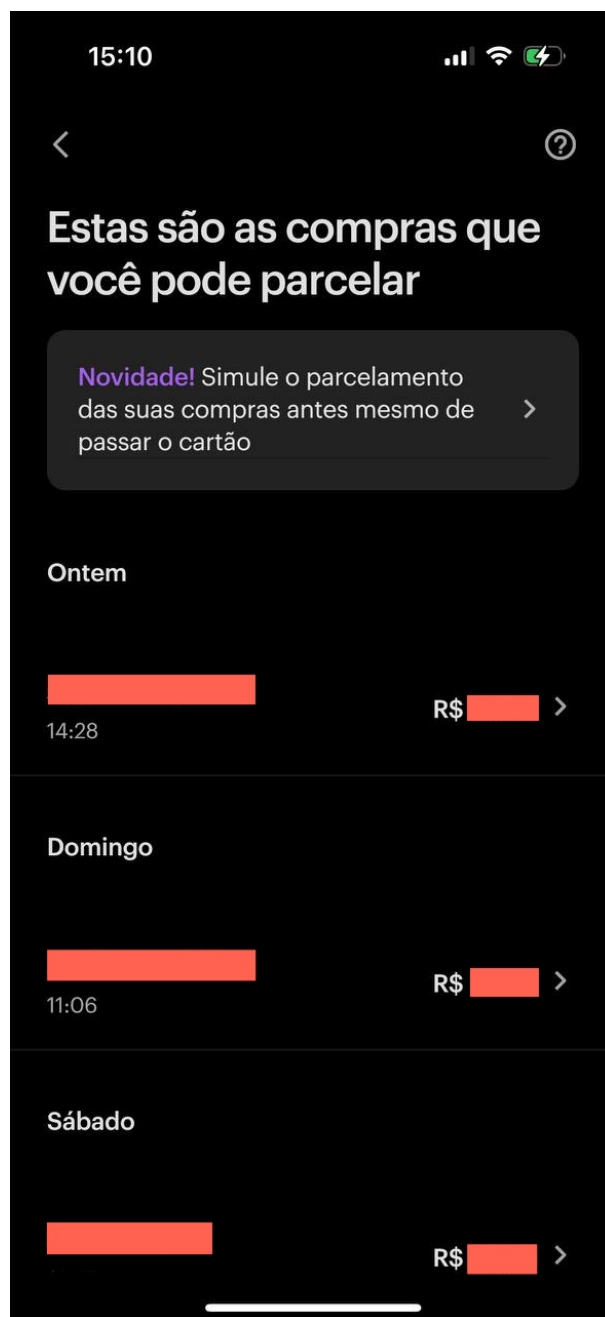 15:10
Estas são as compras que
você pode parcelar
Novidade! Simule o parcelamento
das suas compras antes mesmo de
passar o cartão
Ontem
R$
14:28
Domingo
R$
11:06
Sábado
R$